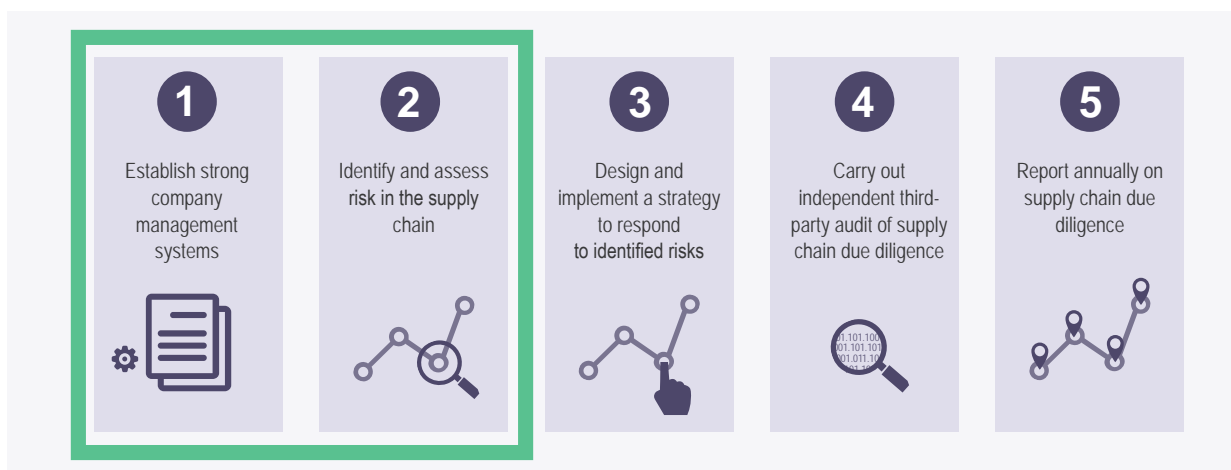 1
Establish strong
company
management
systems
2
Identify and assess
risk in the supply
chain
3
Design and
implement a strategy
to respond
to identified risks
4
Carry out
independent third-
party audit of supply
chain due diligence
5
Report annually on
supply chain due
diligence